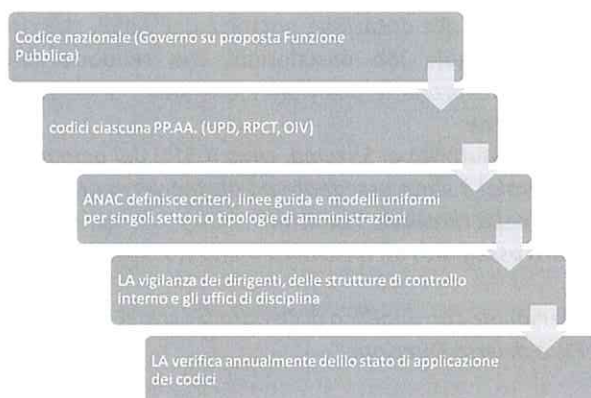 Codice nazionale (Governo su proposta Funzione
Pubblica)
codici ciascuna PP.AA. (UPD, RPCT, OIV)
ANAC definisce criteri, linee guida e modelli uniformi
per singoli settori o tipologie di amministrazioni
LA vigilanza dei dirigenti, delle strutture di controllo
interno e gli uffici di disciplina
LA verifica annualmente delllo stato di applicazione
dei codici